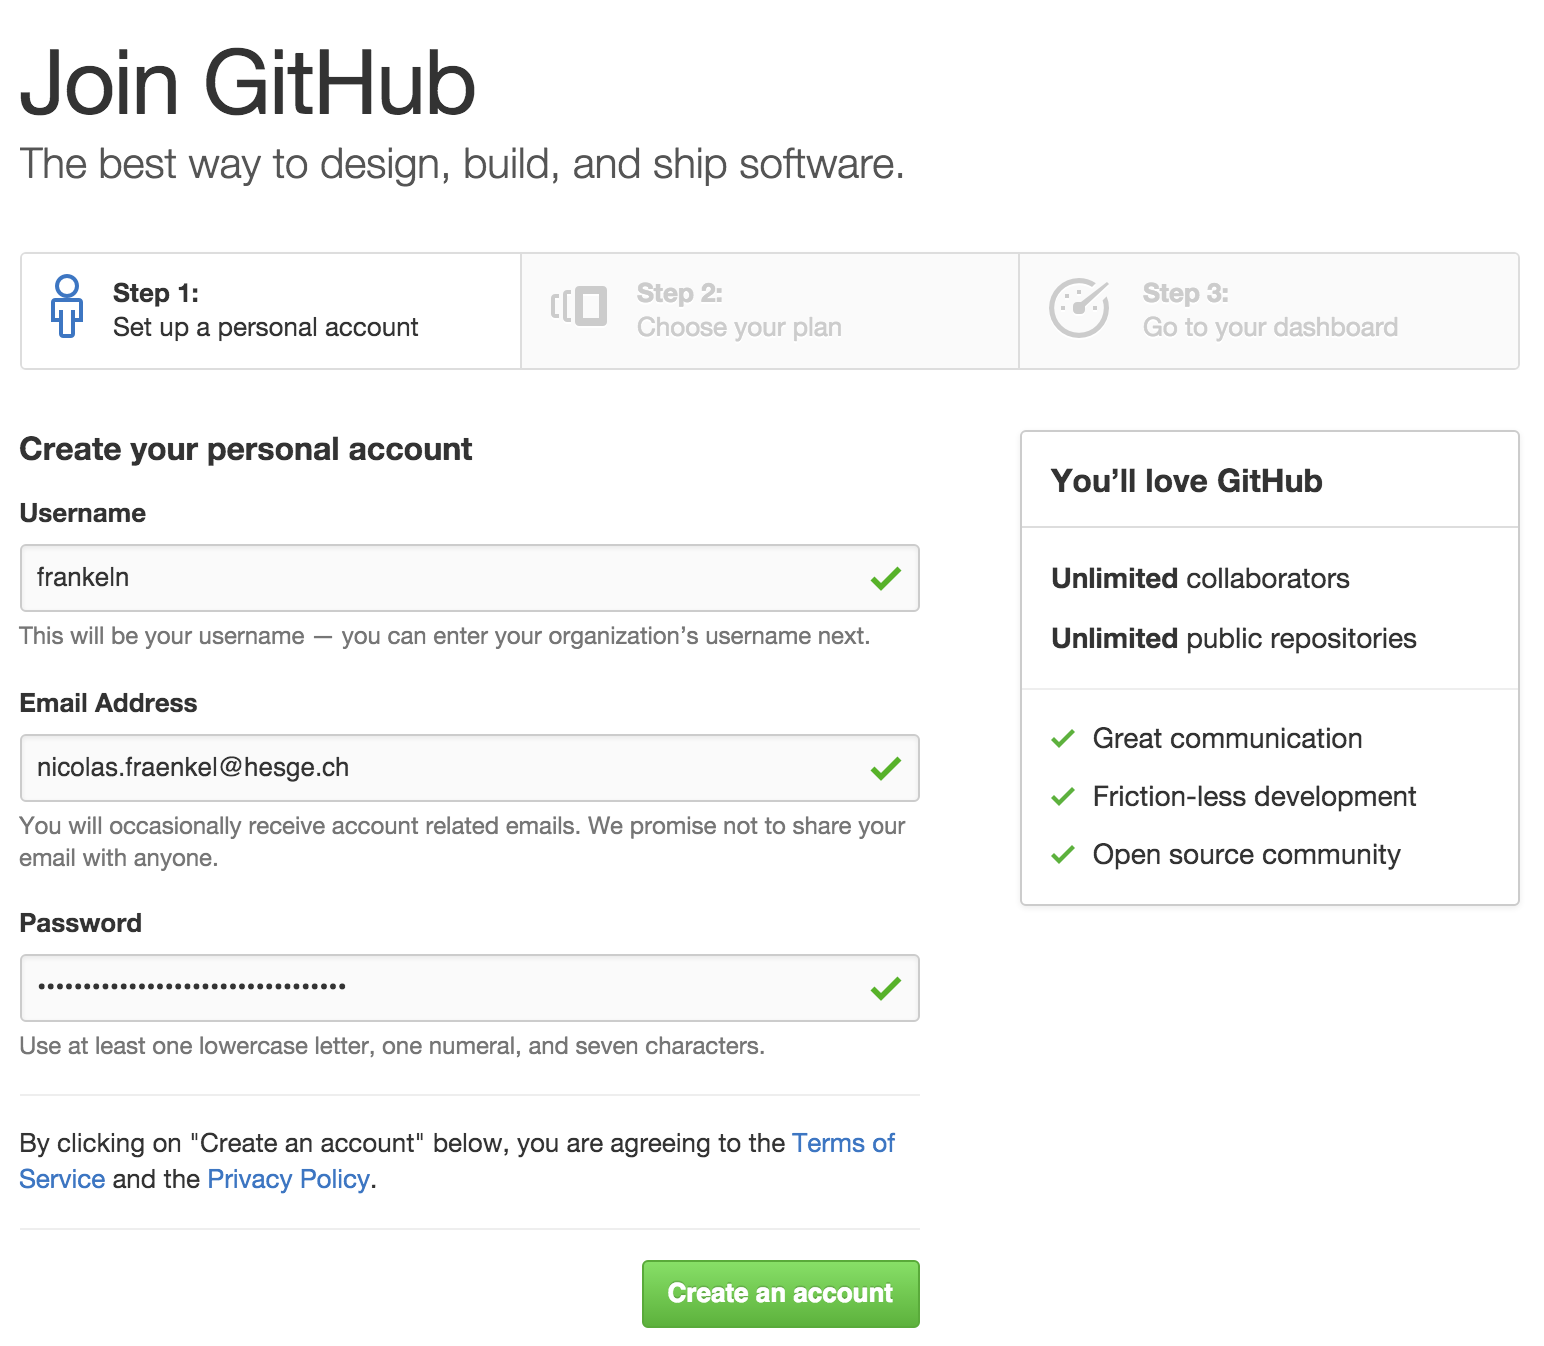 Join GitHub
The best way to design, build, and ship software.
Step 1:
Set up a personal account
Step 2:
Choose your plan
Step 3:
Go to your dashboard
Create your personal account
Username
frankeln
This will be your username — you can enter your organization’s username next.
Email Address
nicolas.fraenkel@hesge.ch
You will occasionally receive account related emails. We promise not to share your
email with anyone.
Password
••••••••••••••••••••••••••••••••••
Use at least one lowercase letter, one numeral, and seven characters.
By clicking on "Create an account" below, you are agreeing to the Terms of
Service and the Privacy Policy.
Create an account
You’ll love GitHub
Unlimited collaborators
Unlimited public repositories
Great communication
Friction-less development
Open source community